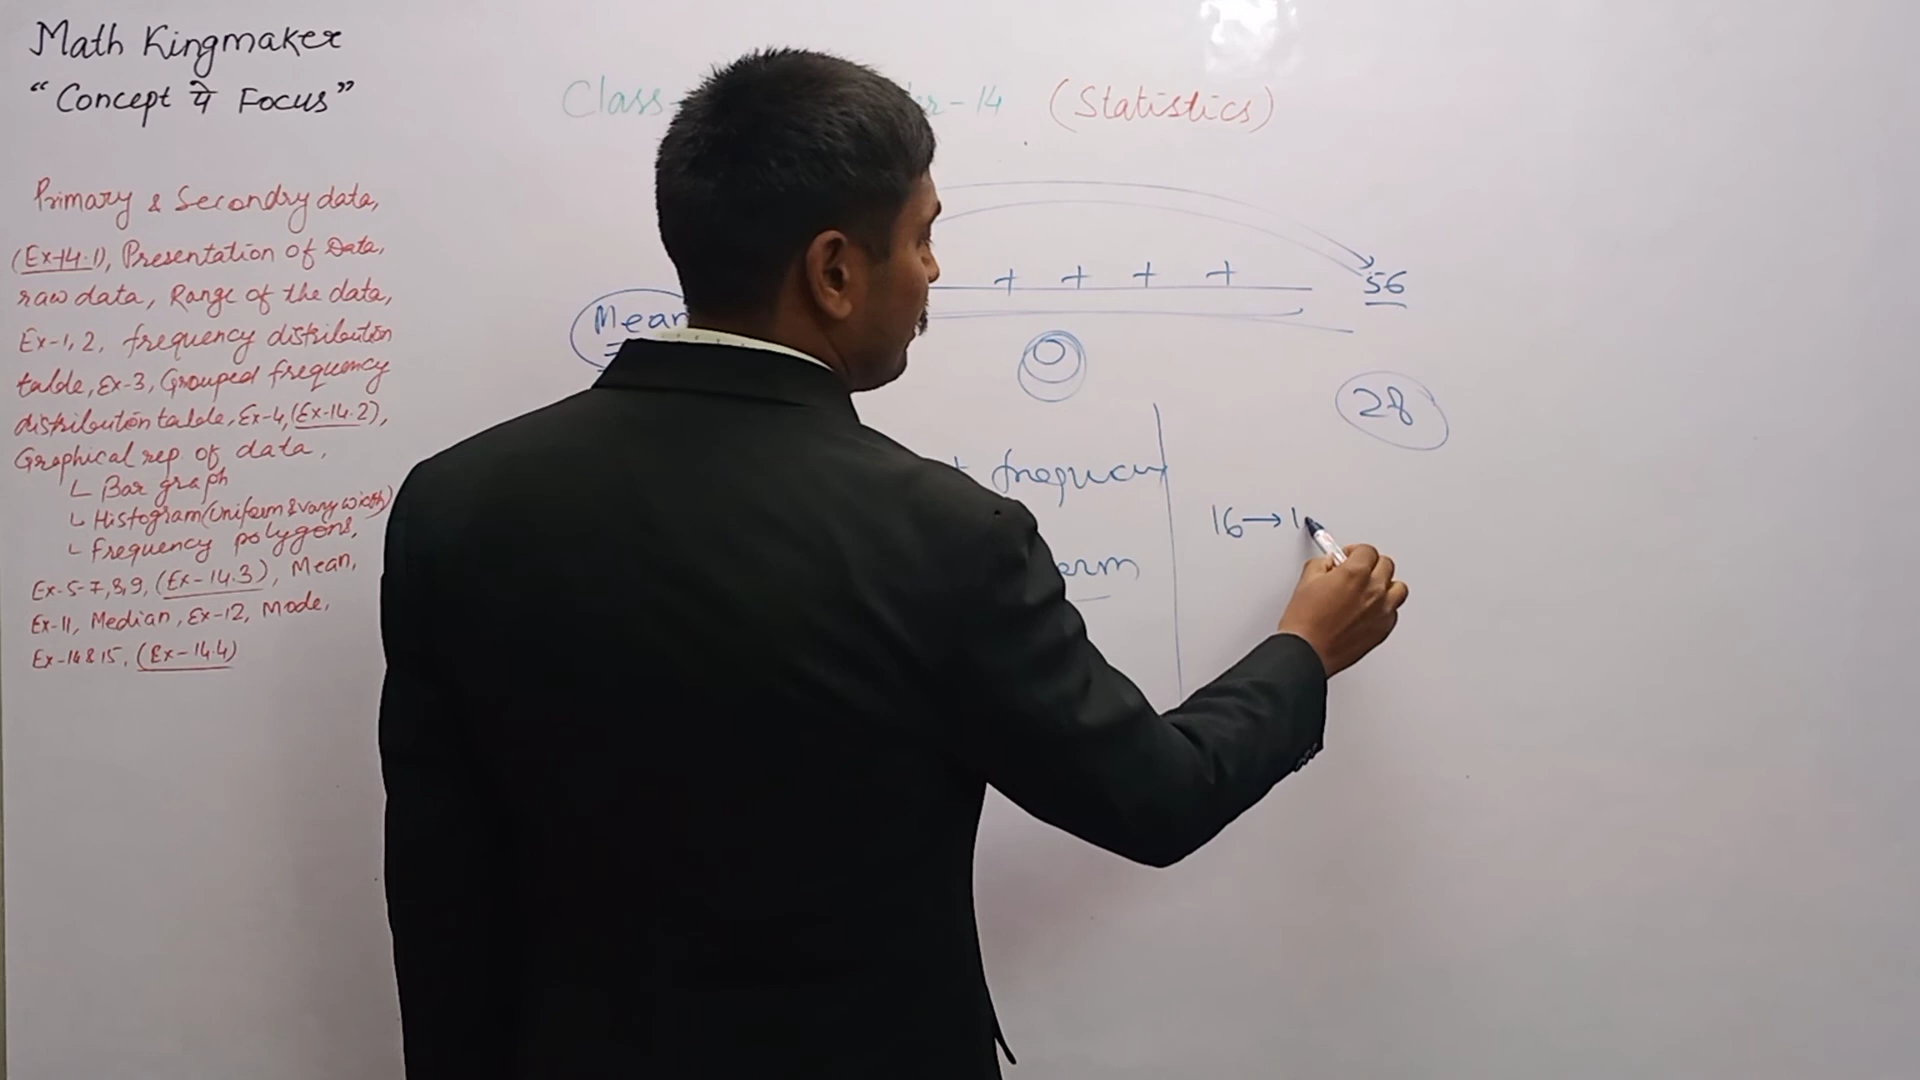 Math Kingmaker
"Concept पे Focus"
Class- -14 (Statistics)
Primary & Secondry data,
(Ex-14.1), Presentation of Data,
raw data, Range of the data,
Ex-1,2, frequency distribution
table, Ex-3, Grouped frequency
distribution table, Ex-4, (Ex-14.2),
Graphical rep. of data,
└ Bar graph
└ Histogram (Uniform & vary width)
└ Frequency polygons,
Ex-5-7,8,9, (Ex-14.3), Mean,
Ex-11, Median, Ex-12, Mode,
Ex-14&15, (Ex-14.4)
+ + + + 56
Mean
28
frequency
16→1